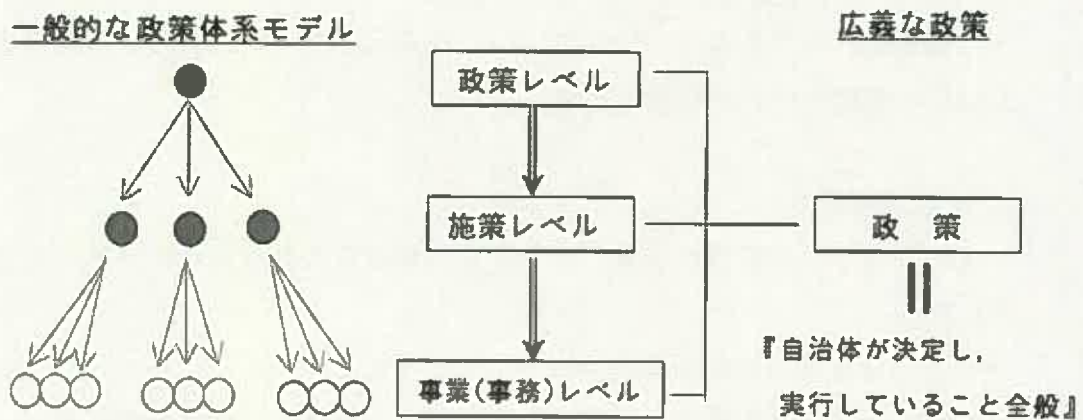 一般的な政策体系モデル
広義な政策
政策レベル
施策レベル
政　策
事業(事務)レベル
『自治体が決定し，
実行していること全般』